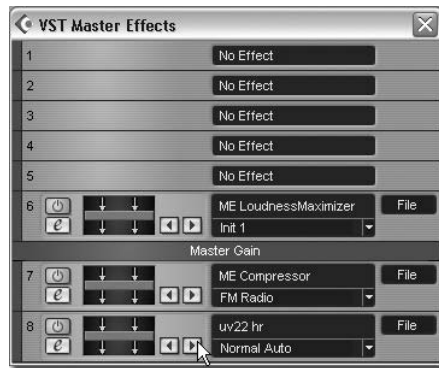 VST Master Effects
1 No Effect
2 No Effect
3 No Effect
4 No Effect
5 No Effect
6 ME LoudnessMaximizer File
e Init 1
Master Gain
7 ME Compressor File
e FM Radio
8 uv22 hr File
e Normal Auto